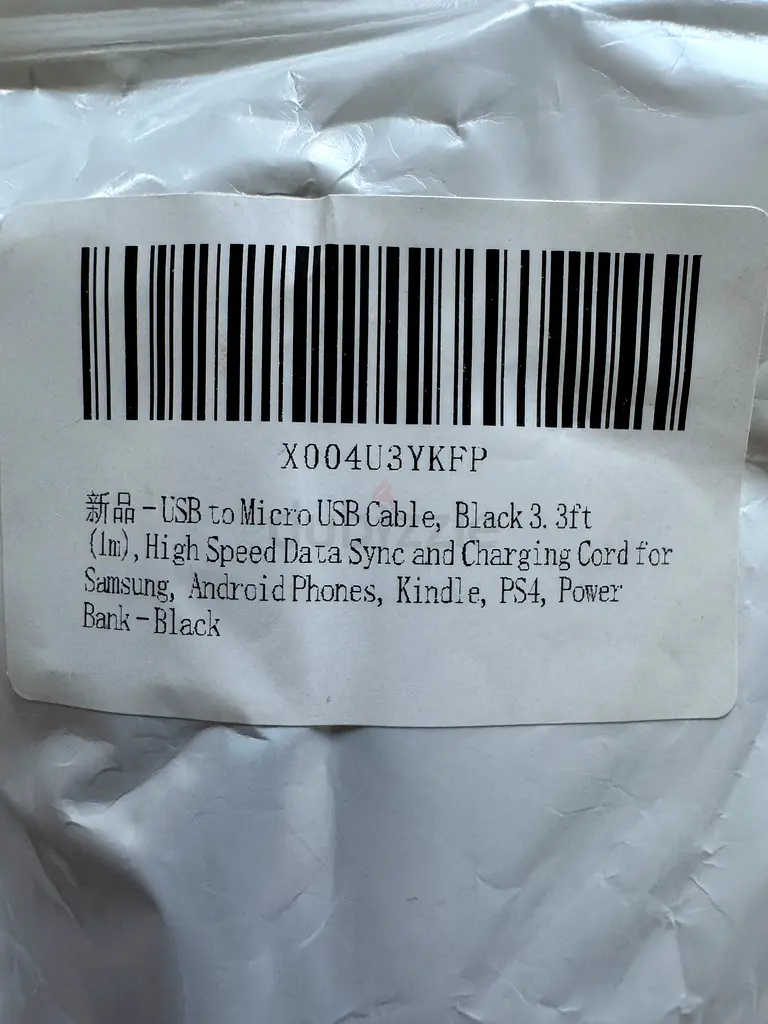 X004U3YKFP
新品-USB to Micro USB Cable, Black 3.3ft
(1m), High Speed Data Sync and Charging Cord for
Samsung, Android Phones, Kindle, PS4, Power
Bank-Black